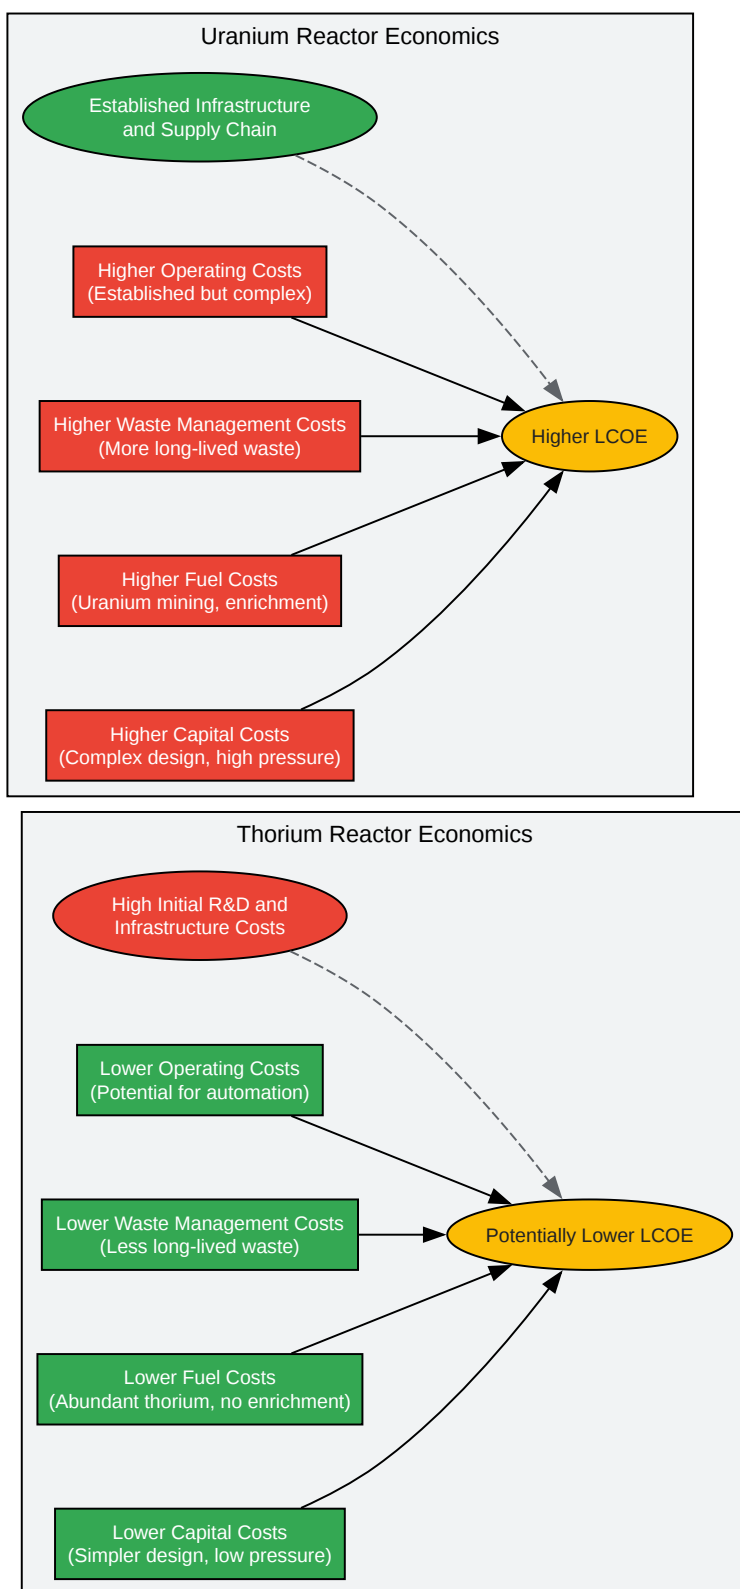 Uranium Reactor Economics
Established Infrastructure
and Supply Chain
Higher Operating Costs
(Established but complex)
Higher Waste Management Costs
(More long-lived waste)
Higher LCOE
Higher Fuel Costs
(Uranium mining, enrichment)
Higher Capital Costs
(Complex design, high pressure)
Thorium Reactor Economics
High Initial R&D and
Infrastructure Costs
Lower Operating Costs
(Potential for automation)
Lower Waste Management Costs
(Less long-lived waste)
Potentially Lower LCOE
Lower Fuel Costs
(Abundant thorium, no enrichment)
Lower Capital Costs
(Simpler design, low pressure)